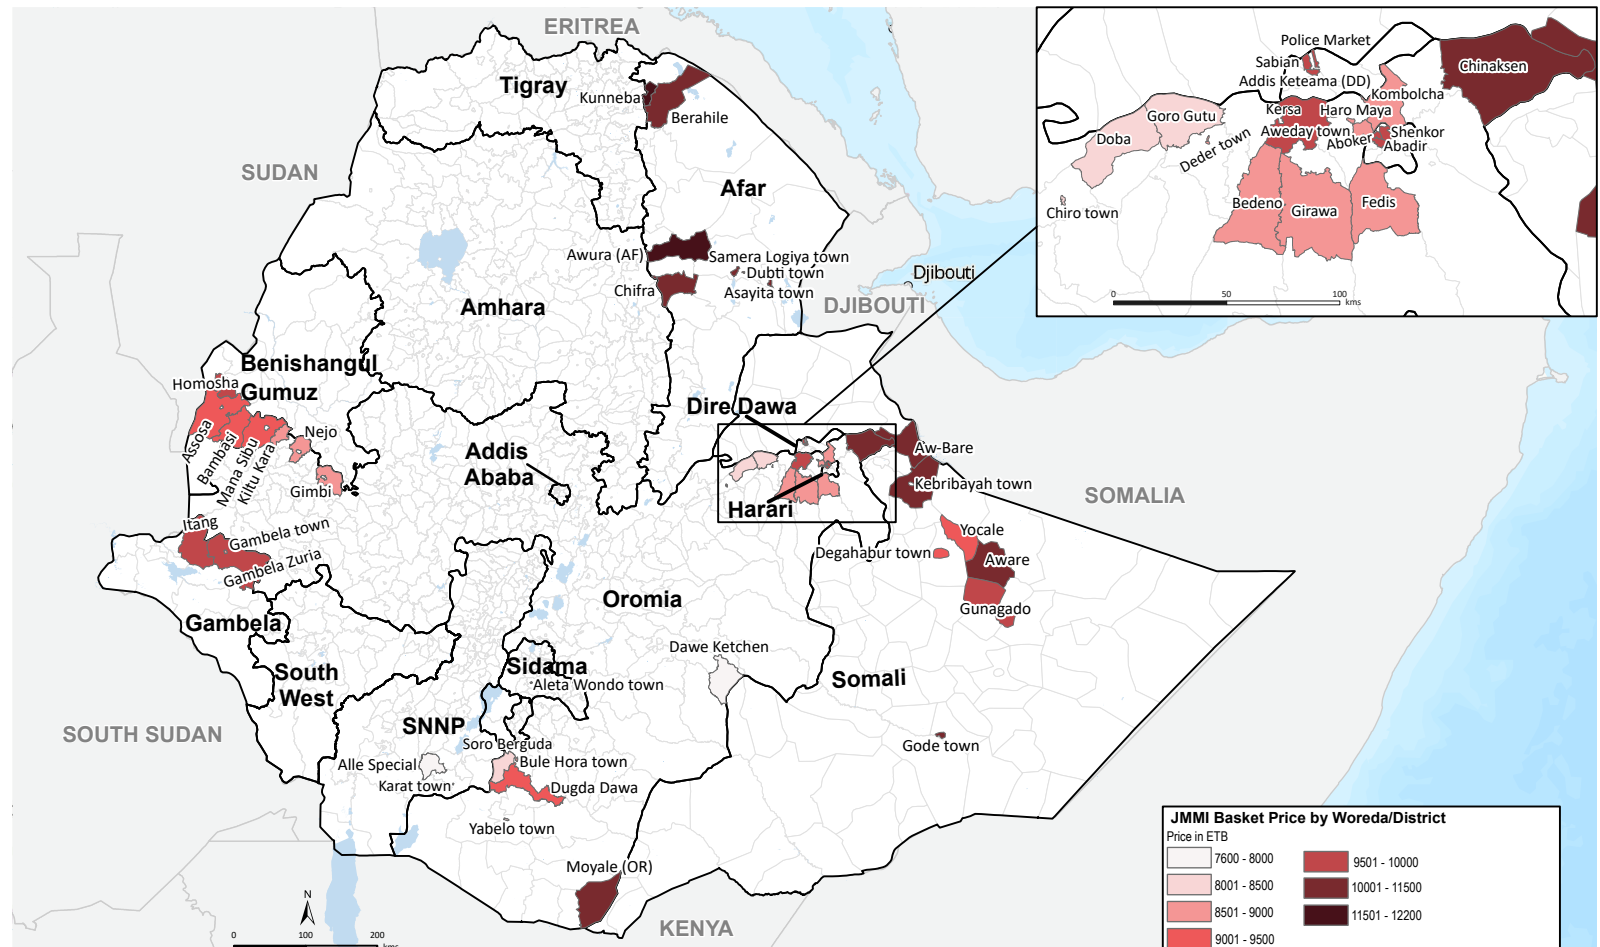 ERITREA
SUDAN
SOUTH SUDAN
KENYA
SOMALIA
DJIBOUTI
Djibouti
Tigray
Kunneba
Berahile
Afar
Awura (AF)
Samera Logiya town
Dubti town
Chifra
Asayita town
Amhara
Benishangul
Gumuz
Homosha
Assosa
Bambasi
Mana Sibu
Kiltu Kara
Nejo
Gimbi
Addis
Ababa
Dire Dawa
Harari
Aw-Bare
Kebribayah town
Yocale
Degahabur town
Aware
Gunagado
Itang
Gambela town
Gambela Zuria
Gambela
South
West
Oromia
Dawe Ketchen
Sidama
Aleta Wondo town
Somali
SNNP
Soro Berguda
Alle Special
Bule Hora town
Karat town
Dugda Dawa
Yabelo town
Gode town
Moyale (OR)
N
0 100 200
kms
Police Market
Sabian
Addis Keteama (DD)
Chinaksen
Kombolcha
Goro Gutu
Kersa
Haro Maya
Doba
Aweday town
Shenkor
Deder town
Aboker
Abadir
Chiro town
Bedeno
Girawa
Fedis
0 50 100
kms
JMMI Basket Price by Woreda/District
Price in ETB
7600 - 8000
8001 - 8500
8501 - 9000
9001 - 9500
9501 - 10000
10001 - 11500
11501 - 12200